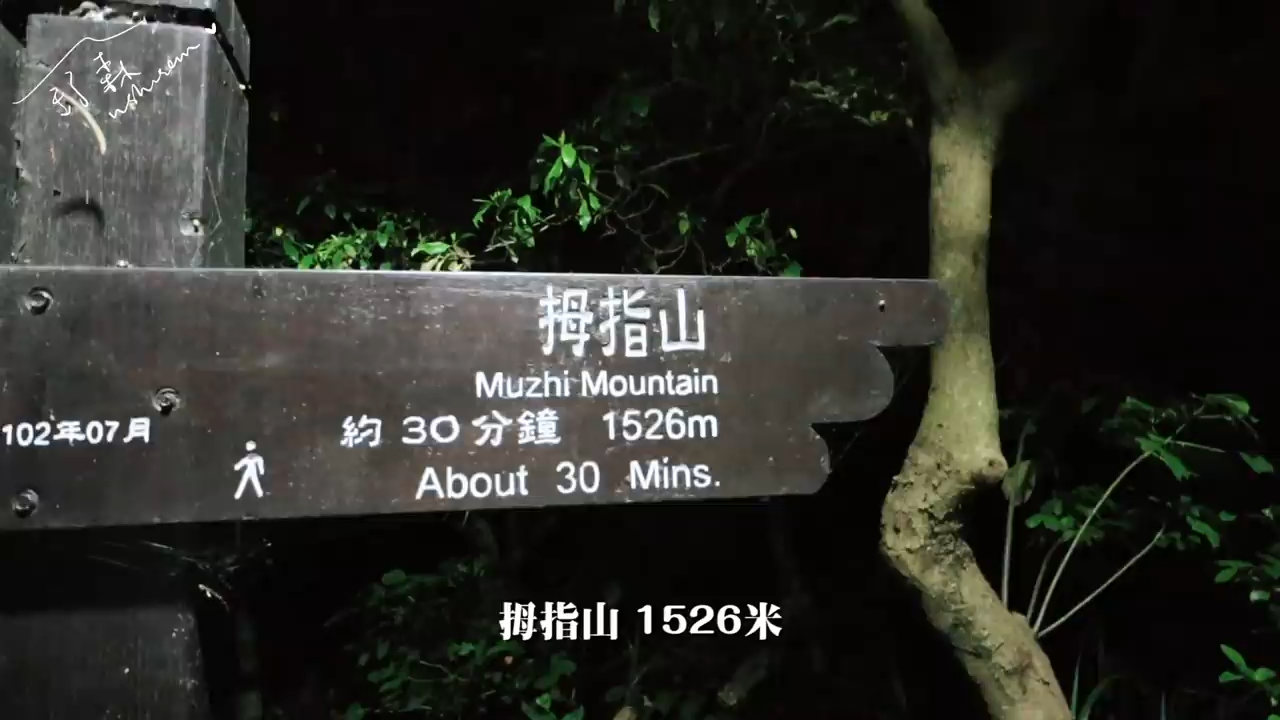 拇指山
Muzhi Mountain
102年07月
約 30 分鐘 1526m
About 30 Mins.
拇指山 1526米